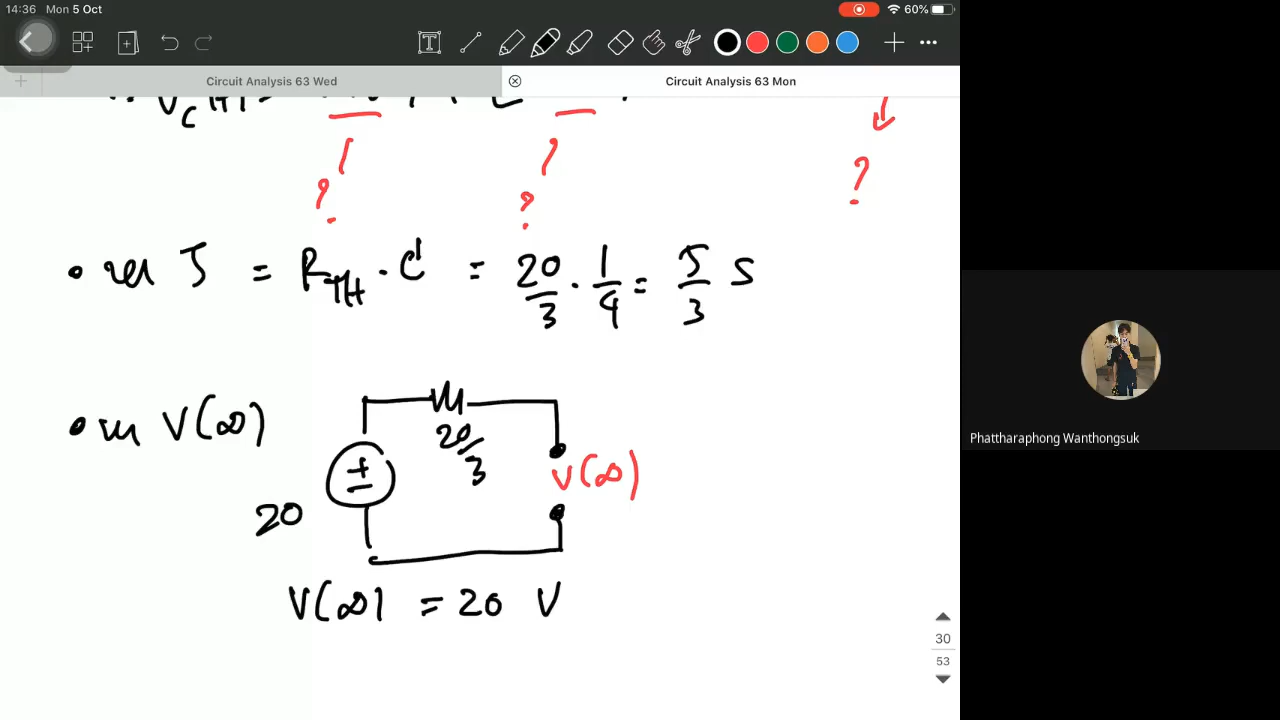 14:36 Mon 5 Oct
60%
Circuit Analysis 63 Wed
Circuit Analysis 63 Mon
? ? ?
• หา τ = R_TH · C = 20/3 · 1/4 = 5/3 s
• หา V(∞)
20/3
V(∞)
20
V(∞) = 20 V
30
53
Phattharaphong Wanthongsuk